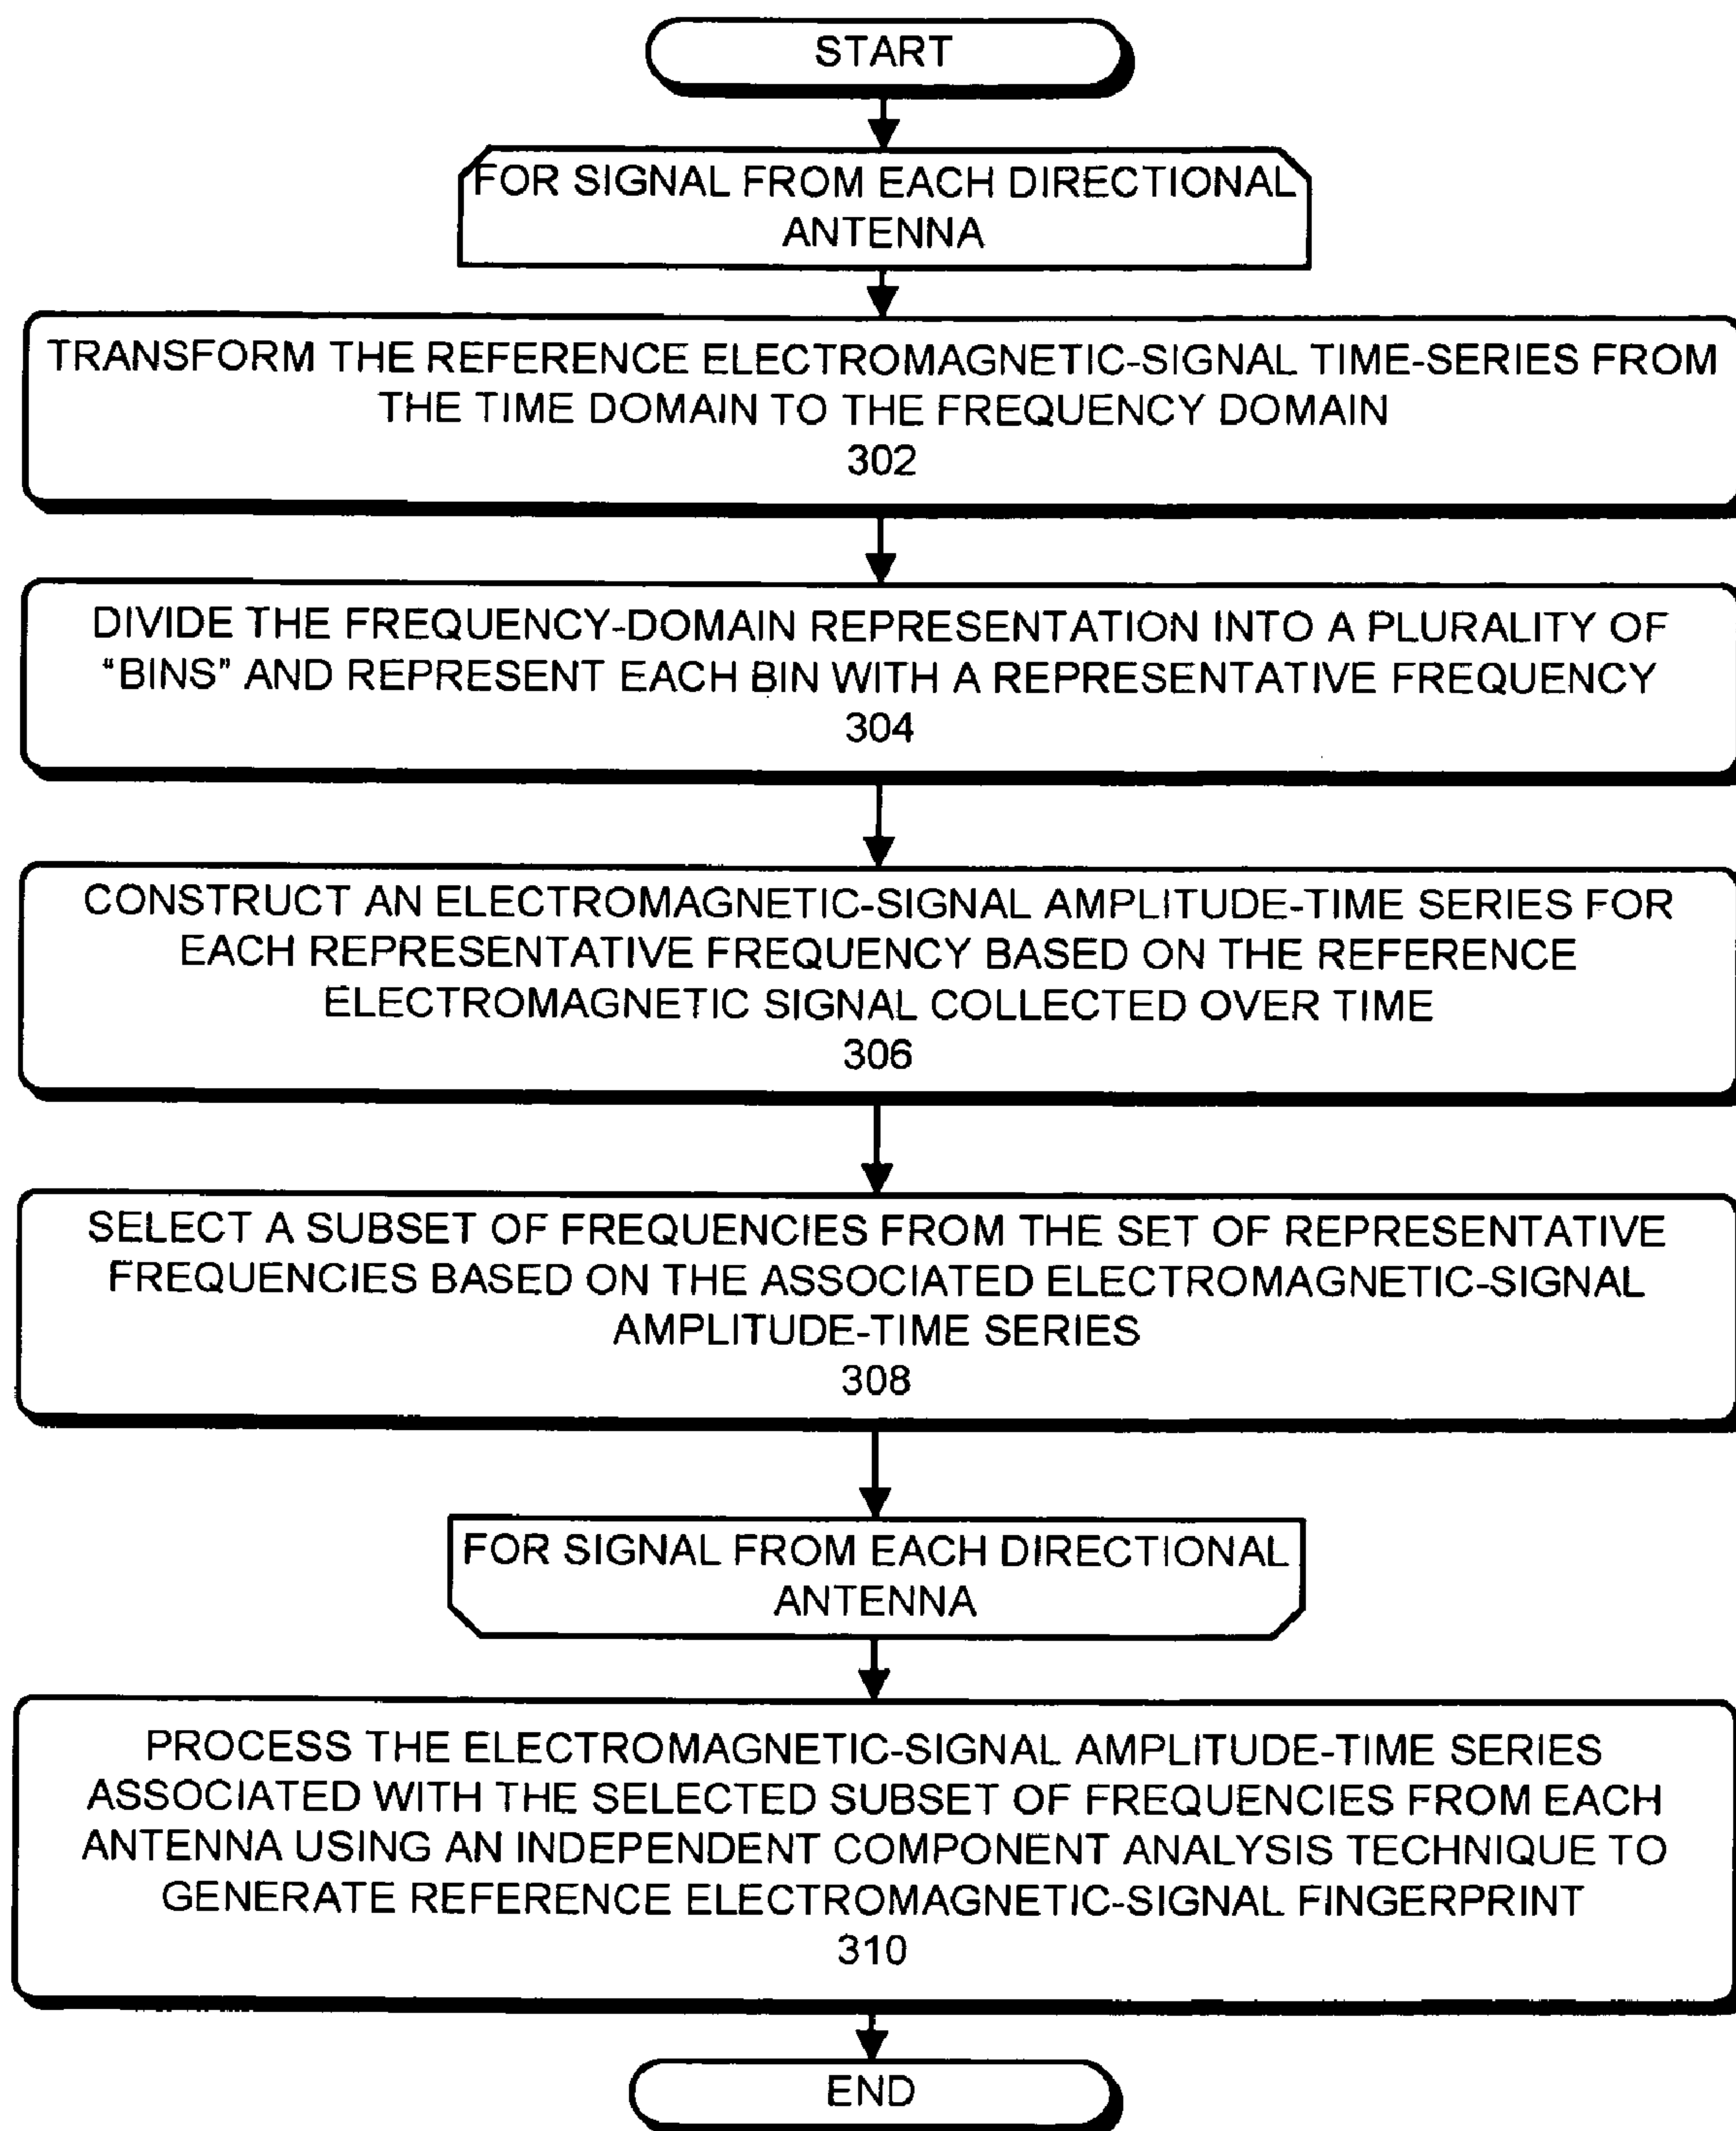 START
FOR SIGNAL FROM EACH DIRECTIONAL
ANTENNA
TRANSFORM THE REFERENCE ELECTROMAGNETIC-SIGNAL TIME-SERIES FROM
THE TIME DOMAIN TO THE FREQUENCY DOMAIN
302
DIVIDE THE FREQUENCY-DOMAIN REPRESENTATION INTO A PLURALITY OF
“BINS” AND REPRESENT EACH BIN WITH A REPRESENTATIVE FREQUENCY
304
CONSTRUCT AN ELECTROMAGNETIC-SIGNAL AMPLITUDE-TIME SERIES FOR
EACH REPRESENTATIVE FREQUENCY BASED ON THE REFERENCE
ELECTROMAGNETIC SIGNAL COLLECTED OVER TIME
306
SELECT A SUBSET OF FREQUENCIES FROM THE SET OF REPRESENTATIVE
FREQUENCIES BASED ON THE ASSOCIATED ELECTROMAGNETIC-SIGNAL
AMPLITUDE-TIME SERIES
308
FOR SIGNAL FROM EACH DIRECTIONAL
ANTENNA
PROCESS THE ELECTROMAGNETIC-SIGNAL AMPLITUDE-TIME SERIES
ASSOCIATED WITH THE SELECTED SUBSET OF FREQUENCIES FROM EACH
ANTENNA USING AN INDEPENDENT COMPONENT ANALYSIS TECHNIQUE TO
GENERATE REFERENCE ELECTROMAGNETIC-SIGNAL FINGERPRINT
310
END